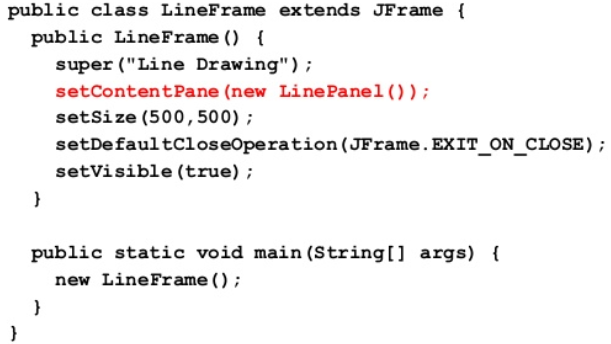 public class LineFrame extends JFrame {
  public LineFrame() {
    super("Line Drawing");
    setContentPane(new LinePanel());
    setSize(500,500);
    setDefaultCloseOperation(JFrame.EXIT_ON_CLOSE);
    setVisible(true);
  }

  public static void main(String[] args) {
    new LineFrame();
  }
}